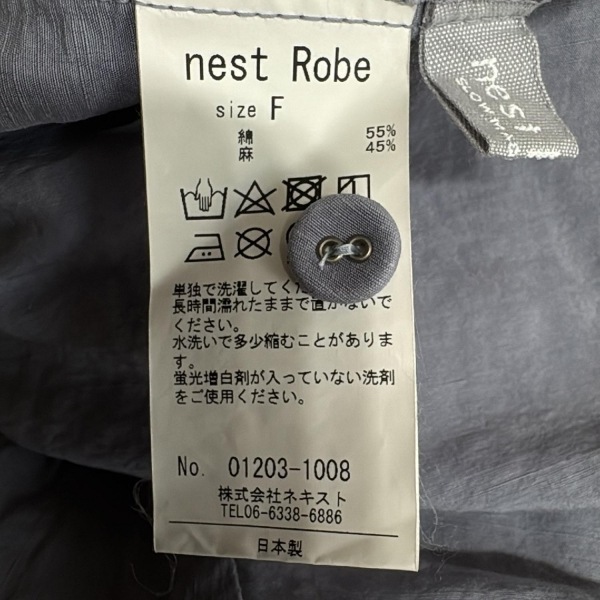 nest Robe
size F
綿 55%
麻 45%
単独で洗濯してくだ
長時間濡れたままで置かないで
ください。
水洗いで多少縮むことがありま
す。
蛍光増白剤が入っていない洗剤
をご使用ください。
No. 01203-1008
株式会社ネキスト
TEL06-6338-6886
日本製
nest